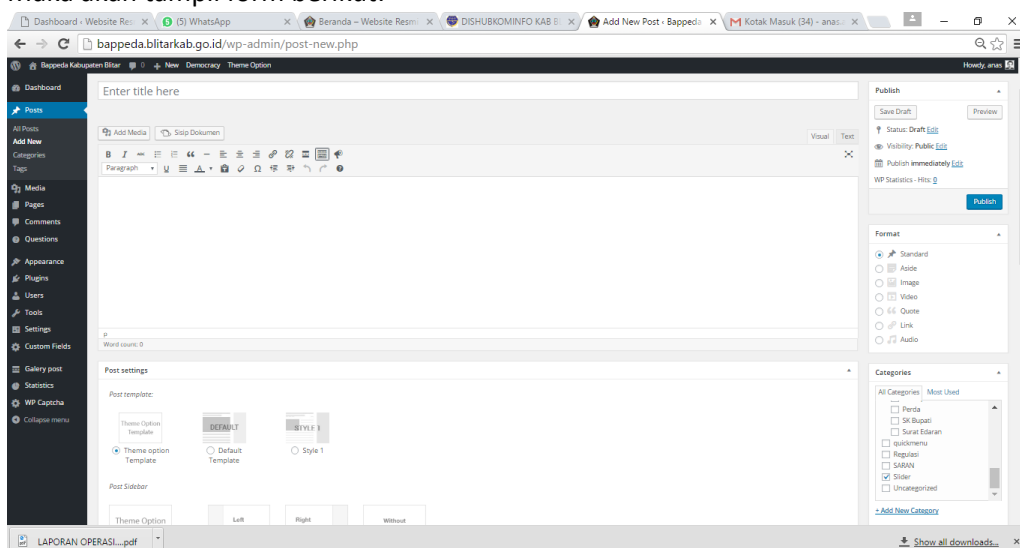 maka akan tampil form berikut:
Dashboard ‹ Website Res
(5) WhatsApp
Beranda – Website Resm
DISHUBKOMINFO KAB B
Add New Post ‹ Bappeda
Kotak Masuk (34) - anas.a
bappeda.blitarkab.go.id/wp-admin/post-new.php
Bappeda Kabupaten Blitar 0 + New Democracy Theme Option
Howdy, anas
Dashboard
Posts
All Posts
Add New
Categories
Tags
Media
Pages
Comments
Questions
Appearance
Plugins
Users
Tools
Settings
Custom Fields
Galery post
Statistics
WP Captcha
Collapse menu
Enter title here
Add Media Sisip Dokumen
Visual Text
Paragraph
p
Word count: 0
Post settings
Post template:
Theme Option Template
DEFAULT
STYLE 1
Theme option Template
Default Template
Style 1
Post Sidebar
Theme Option
Left
Right
Without
Publish
Save Draft Preview
Status: Draft Edit
Visibility: Public Edit
Publish immediately Edit
WP Statistics - Hits: 0
Publish
Format
Standard
Aside
Image
Video
Quote
Link
Audio
Categories
All Categories Most Used
Perda
SK Bupati
Surat Edaran
quickmenu
Regulasi
SARAN
Slider
Uncategorized
+ Add New Category
LAPORAN OPERASI....pdf
Show all downloads...